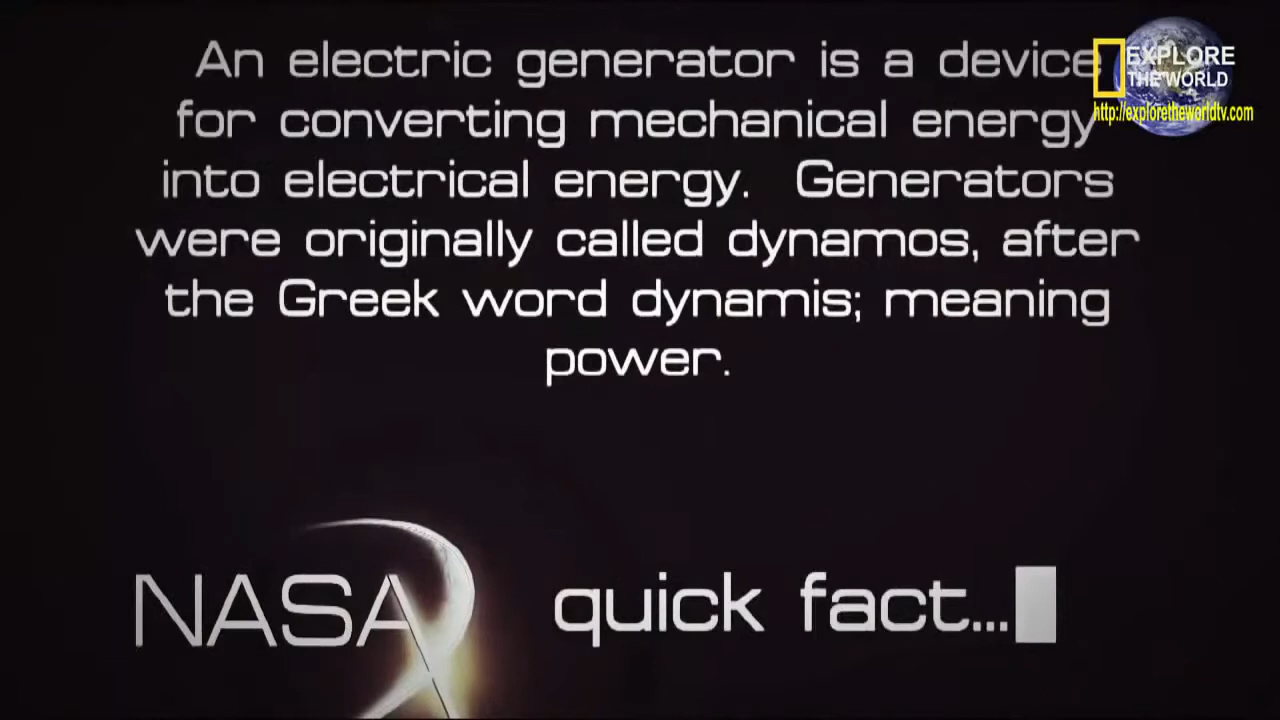 An electric generator is a device
for converting mechanical energy
into electrical energy.  Generators
were originally called dynamos, after
the Greek word dynamis; meaning
power.
EXPLORE
THE WORLD
http://exploretheworldtv.com
NASA quick fact...